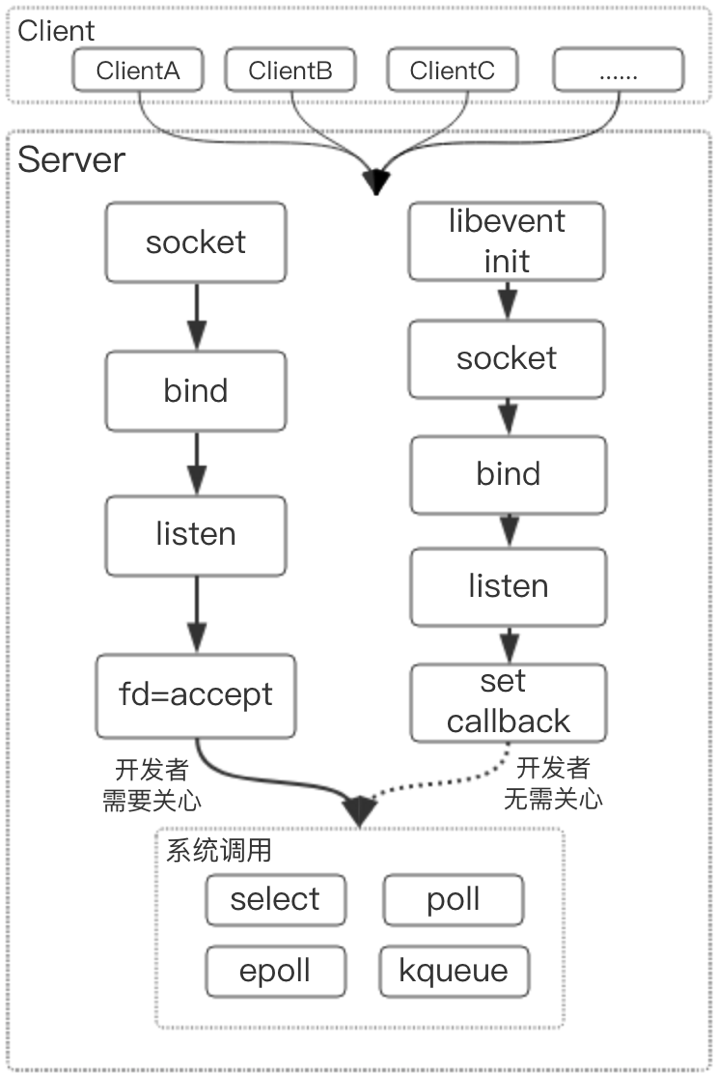 Client
ClientA
ClientB
ClientC
......
Server
socket
bind
listen
fd=accept
开发者
需要关心
libevent
init
socket
bind
listen
set
callback
开发者
无需关心
系统调用
select
poll
epoll
kqueue